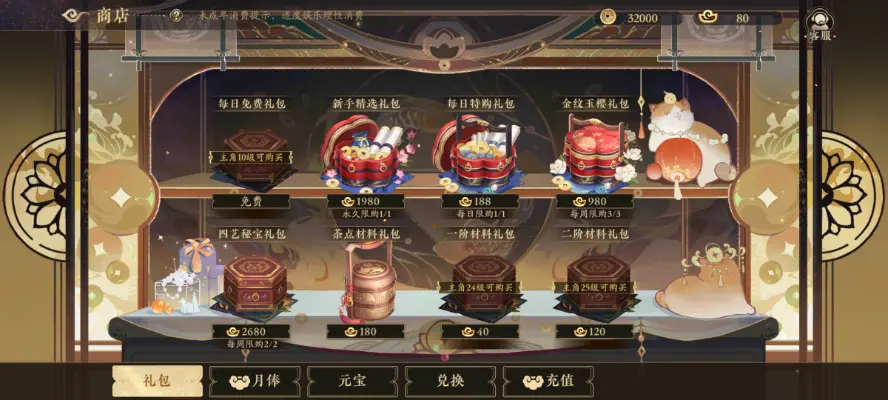 商店
未成年消费提示，适度娱乐理性消费
32000
80
客服
每日免费礼包
新手精选礼包
每日特购礼包
金纹玉樱礼包
主角10级可购买
免费
1980
188
980
永久限购1/1
每日限购1/1
每周限购3/3
四艺秘宝礼包
茶点材料礼包
一阶材料礼包
二阶材料礼包
主角24级可购买
主角25级可购买
2680
180
40
120
每周限购2/2
礼包
月俸
元宝
兑换
充值